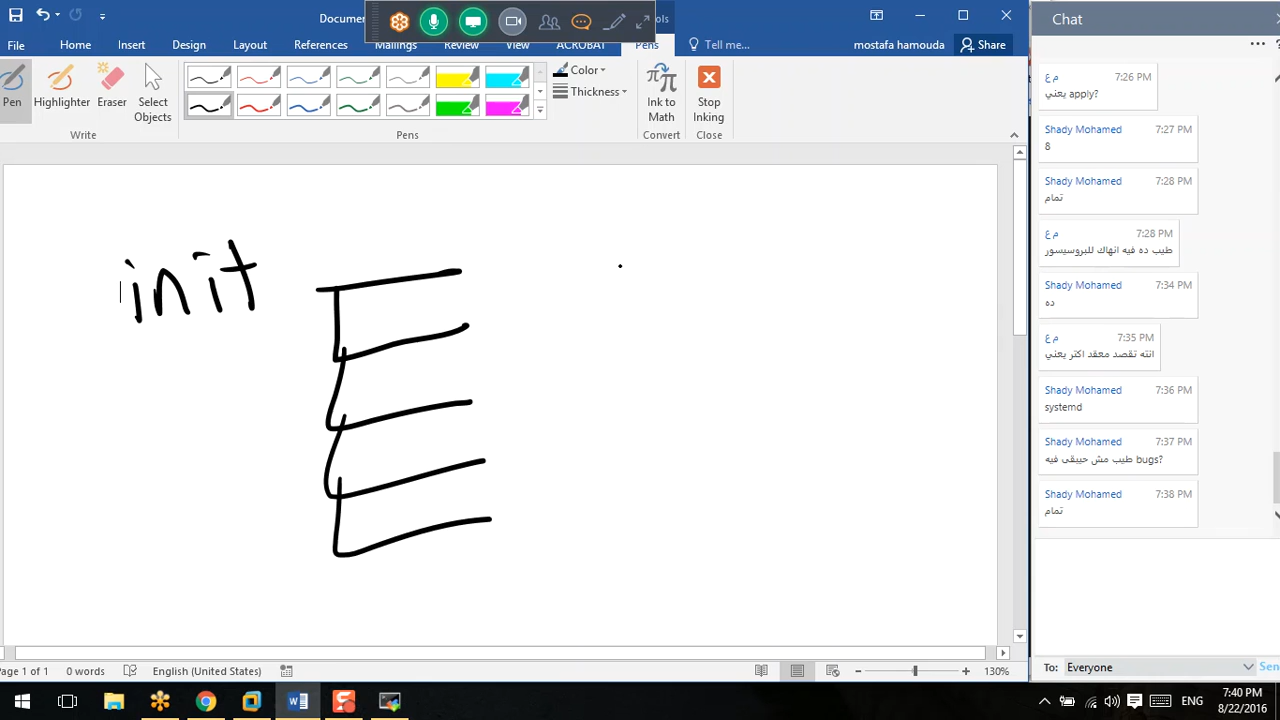 Documen
ols
File
Home
Insert
Design
Layout
References
Mailings
Review
View
ACROBAT
Pens
Tell me...
mostafa hamouda
Share
Pen
Highlighter
Eraser
Select
Objects
Color
Thickness
Ink to
Math
Stop
Inking
Write
Pens
Convert
Close
init
Chat
م ع 7:26 PM
يعني apply?
Shady Mohamed 7:27 PM
8
Shady Mohamed 7:28 PM
تمام
م ع 7:28 PM
طيب ده فيه انهاك للبروسيسور
Shady Mohamed 7:34 PM
ده
م ع 7:35 PM
انته تقصد معقد اكتر يعني
Shady Mohamed 7:36 PM
systemd
Shady Mohamed 7:37 PM
طيب مش حيبقى فيه bugs?
Shady Mohamed 7:38 PM
تمام
To: Everyone
Sen
Page 1 of 1
0 words
English (United States)
130%
ENG
7:40 PM
8/22/2016